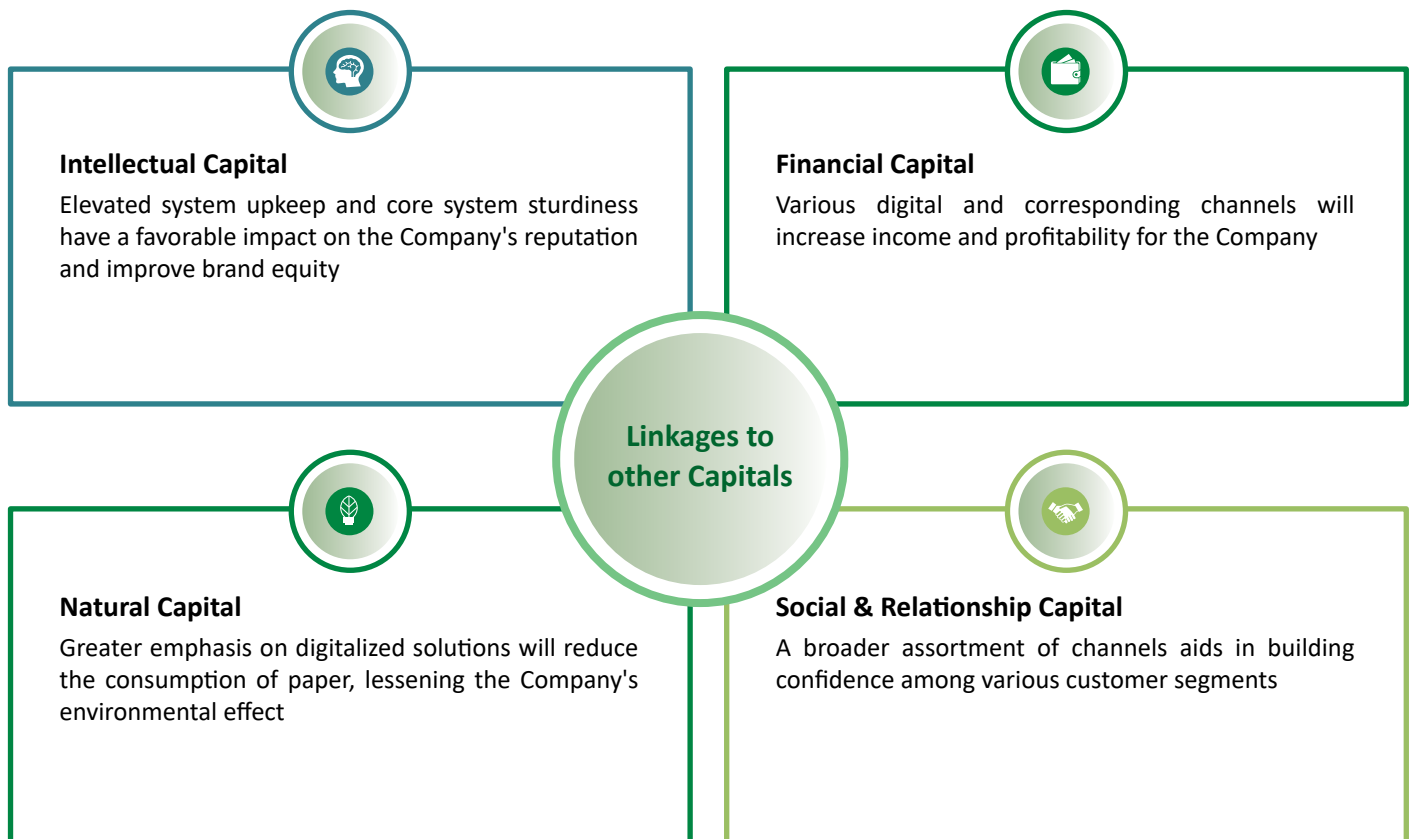 Intellectual Capital
Elevated system upkeep and core system sturdiness
have a favorable impact on the Company's reputation
and improve brand equity
Financial Capital
Various digital and corresponding channels will
increase income and profitability for the Company
Linkages to
other Capitals
Natural Capital
Greater emphasis on digitalized solutions will reduce
the consumption of paper, lessening the Company's
environmental effect
Social & Relationship Capital
A broader assortment of channels aids in building
confidence among various customer segments